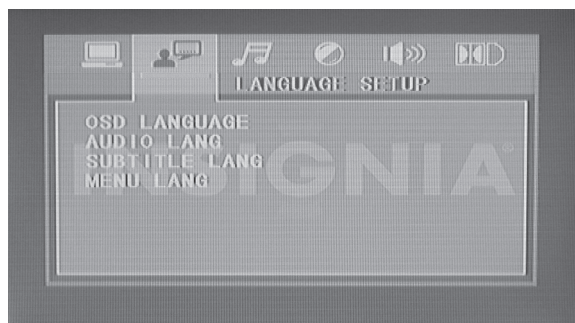 LANGUAGE SETUP
OSD LANGUAGE
AUDIO LANG
SUBTITLE LANG
MENU LANG
INSIGNIA®